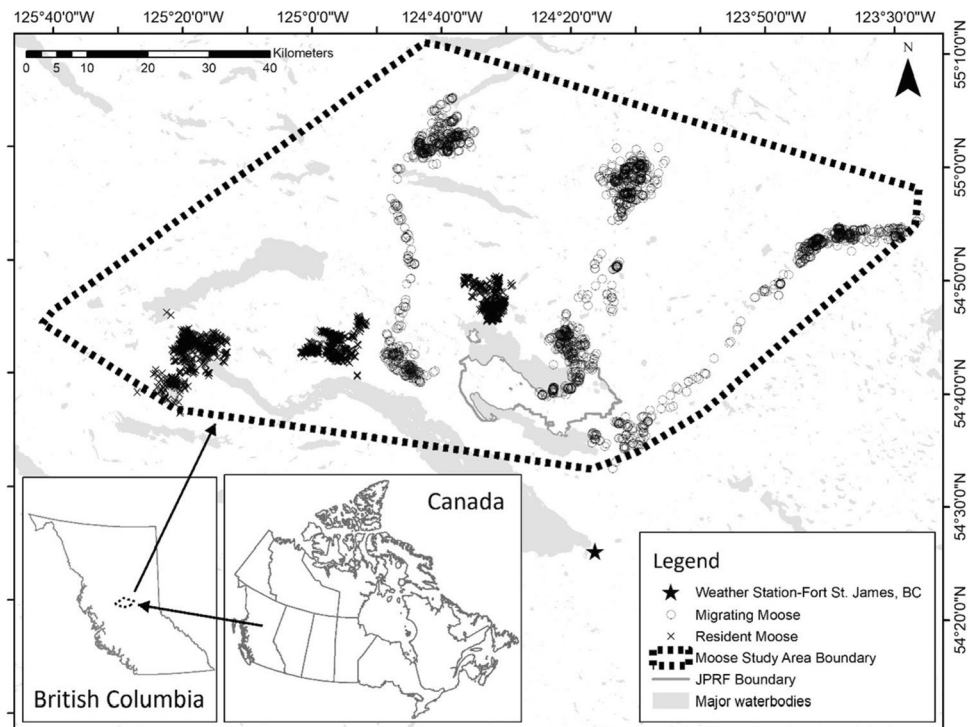 125°40'0"W 125°20'0"W 125°0'0"W 124°40'0"W 124°20'0"W 123°50'0"W 123°30'0"W
Kilometers
0 5 10 20 30 40
N
55°10'0"N
55°0'0"N
54°50'0"N
54°40'0"N
54°30'0"N
54°20'0"N
British Columbia
Canada
Legend
Weather Station-Fort St. James, BC
Migrating Moose
Resident Moose
Moose Study Area Boundary
JPRF Boundary
Major waterbodies